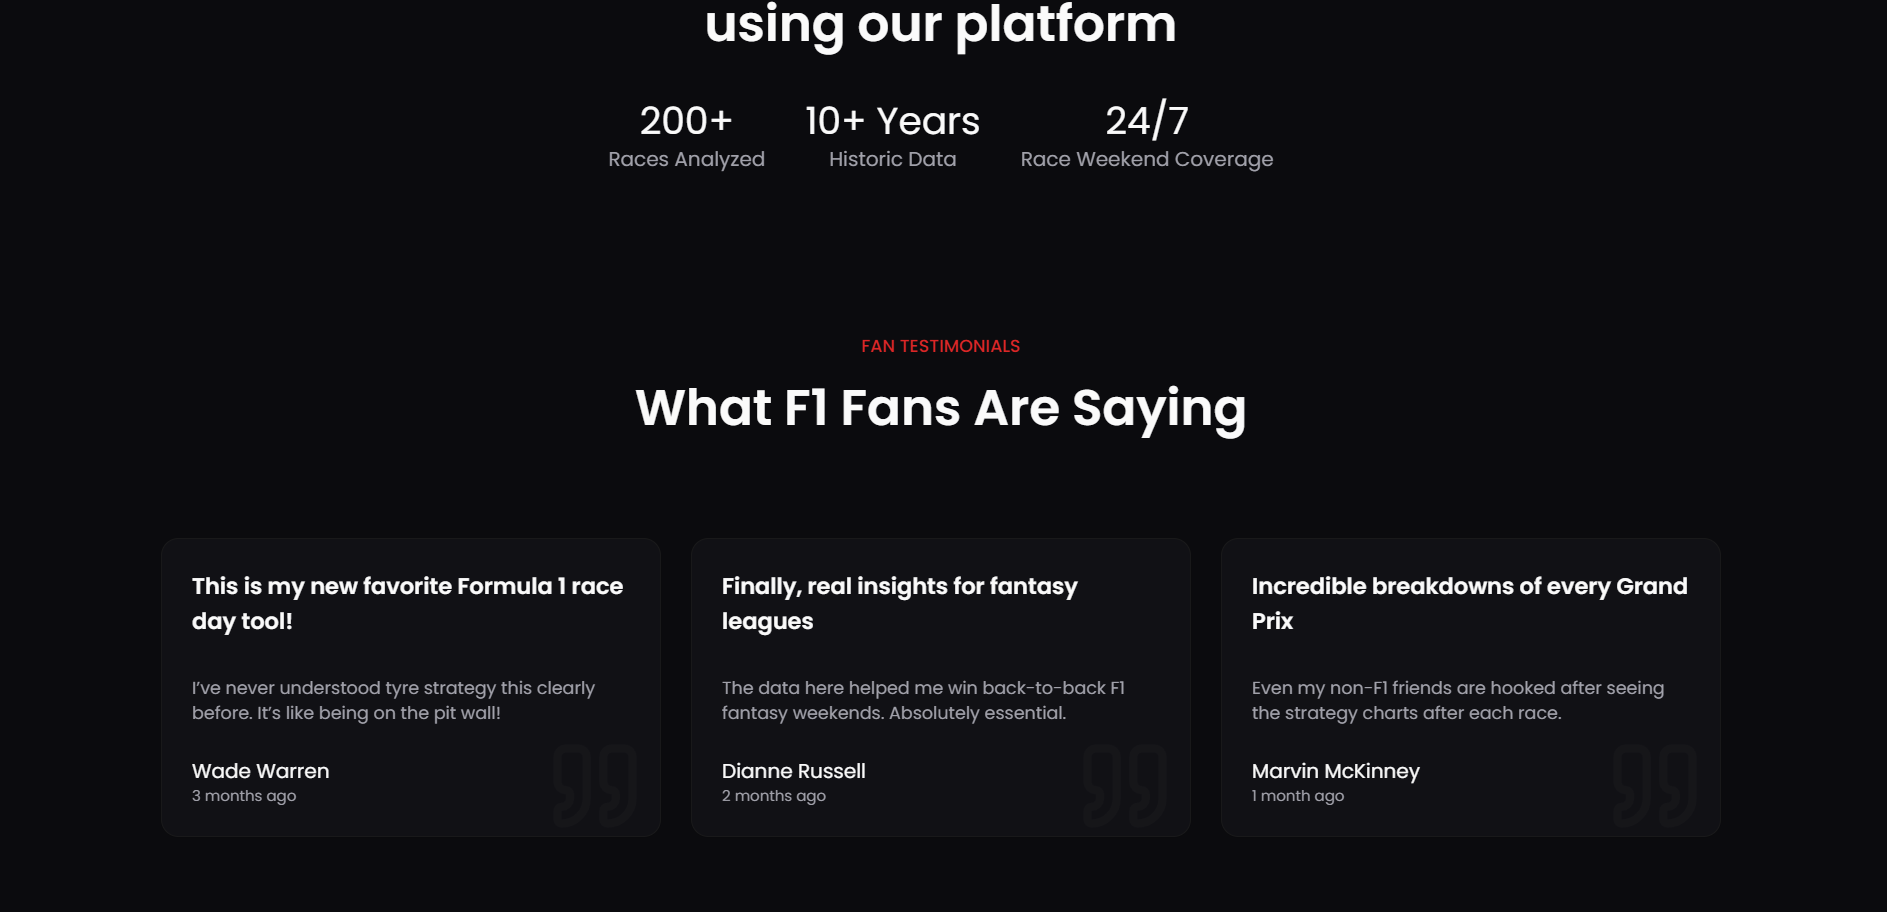 using our platform
200+ 10+ Years 24/7
Races Analyzed Historic Data Race Weekend Coverage
FAN TESTIMONIALS
What F1 Fans Are Saying
This is my new favorite Formula 1 race
day tool!
I’ve never understood tyre strategy this clearly
before. It’s like being on the pit wall!
Wade Warren
3 months ago
Finally, real insights for fantasy
leagues
The data here helped me win back-to-back F1
fantasy weekends. Absolutely essential.
Dianne Russell
2 months ago
Incredible breakdowns of every Grand
Prix
Even my non-F1 friends are hooked after seeing
the strategy charts after each race.
Marvin McKinney
1 month ago